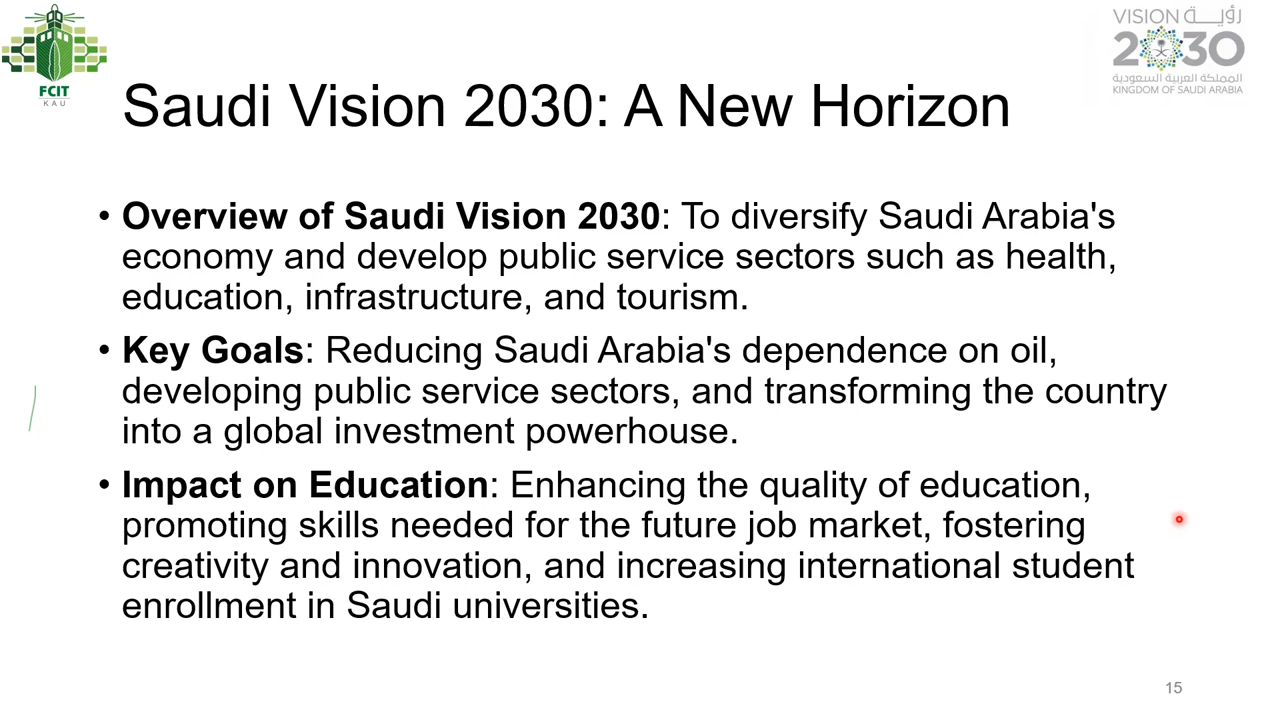 FCIT
KAU
VISION رؤيـــة
2030
المملكة العربية السعودية
KINGDOM OF SAUDI ARABIA
Saudi Vision 2030: A New Horizon
• Overview of Saudi Vision 2030: To diversify Saudi Arabia's
economy and develop public service sectors such as health,
education, infrastructure, and tourism.
• Key Goals: Reducing Saudi Arabia's dependence on oil,
developing public service sectors, and transforming the country
into a global investment powerhouse.
• Impact on Education: Enhancing the quality of education,
promoting skills needed for the future job market, fostering
creativity and innovation, and increasing international student
enrollment in Saudi universities.
15